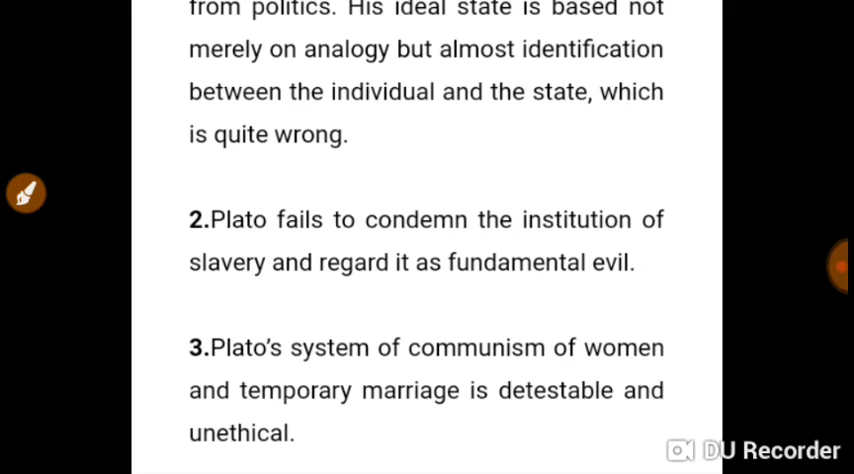 from politics. His ideal state is based not
merely on analogy but almost identification
between the individual and the state, which
is quite wrong.
2.Plato fails to condemn the institution of
slavery and regard it as fundamental evil.
3.Plato's system of communism of women
and temporary marriage is detestable and
unethical.
DU Recorder